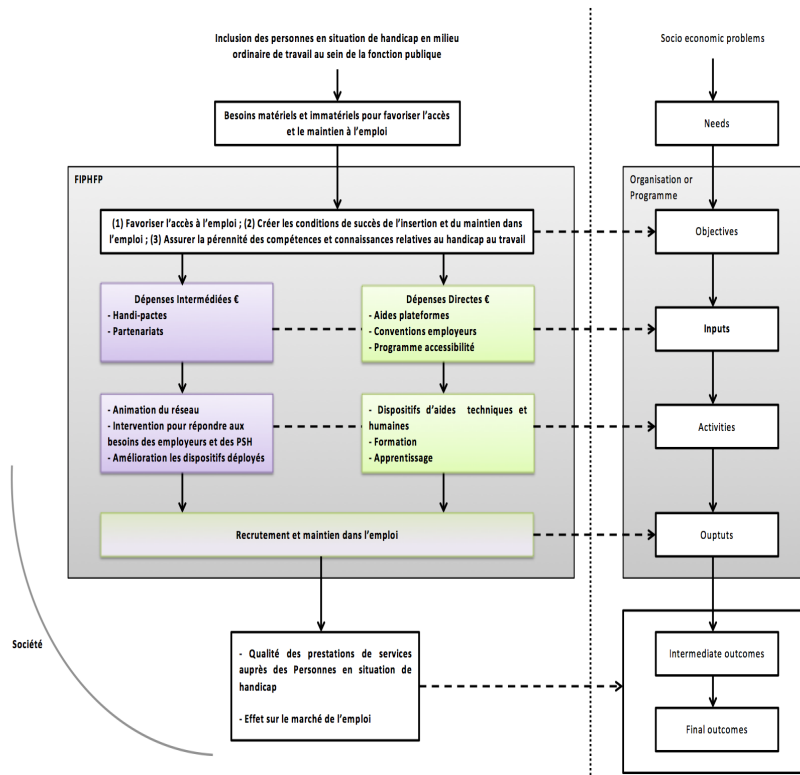 Inclusion des personnes en situation de handicap en milieu
ordinaire de travail au sein de la fonction publique
Socio economic problems
Besoins matériels et immatériels pour favoriser l'accès
et le maintien à l'emploi
Needs
FIPHFP
Organisation or
Programme
(1) Favoriser l'accès à l'emploi ; (2) Créer les conditions de succès de l'insertion et du maintien dans
l'emploi ; (3) Assurer la pérennité des compétences et connaissances relatives au handicap au travail
Objectives
Dépenses Intermédiées €
- Handi-pactes
- Partenariats
Dépenses Directes €
- Aides plateformes
- Conventions employeurs
- Programme accessibilité
Inputs
- Animation du réseau
- Intervention pour répondre aux
besoins des employeurs et des PSH
- Amélioration les dispositifs déployés
- Dispositifs d'aides techniques et
humaines
- Formation
- Apprentissage
Activities
Recrutement et maintien dans l'emploi
Ouptuts
Société
- Qualité des prestations de services
auprès des Personnes en situation de
handicap
- Effet sur le marché de l'emploi
Intermediate outcomes
Final outcomes